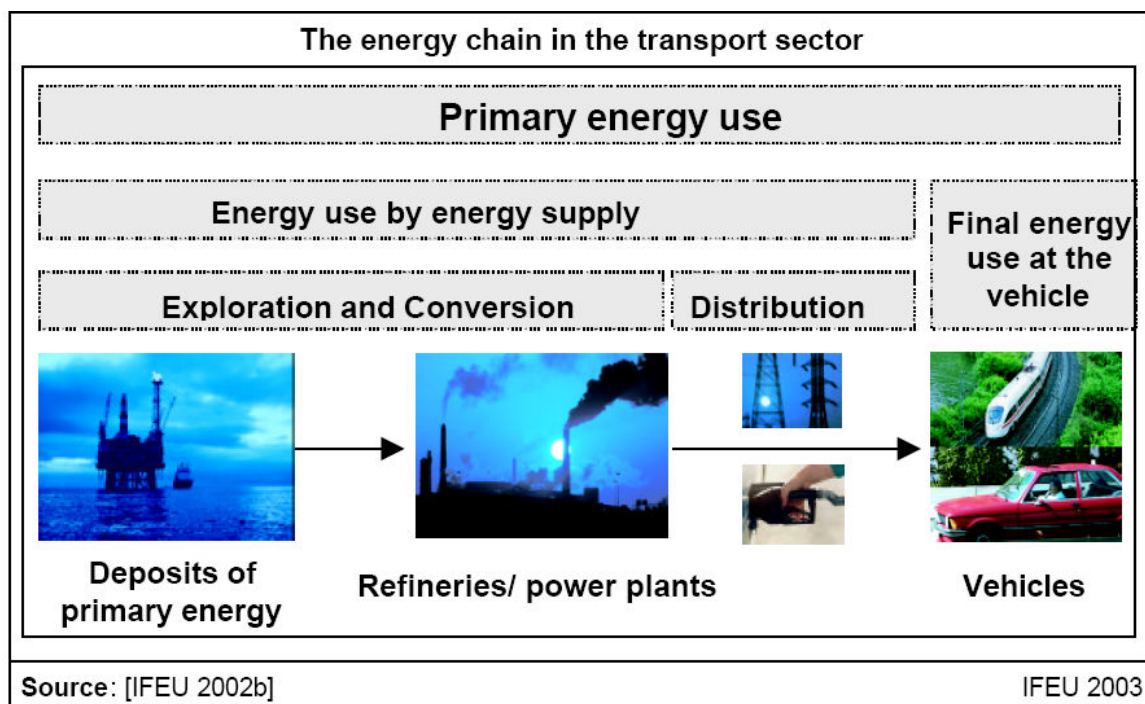 The energy chain in the transport sector
Primary energy use
Energy use by energy supply
Final energy
use at the
vehicle
Exploration and Conversion
Distribution
Deposits of
primary energy
Refineries/ power plants
Vehicles
Source: [IFEU 2002b]
IFEU 2003